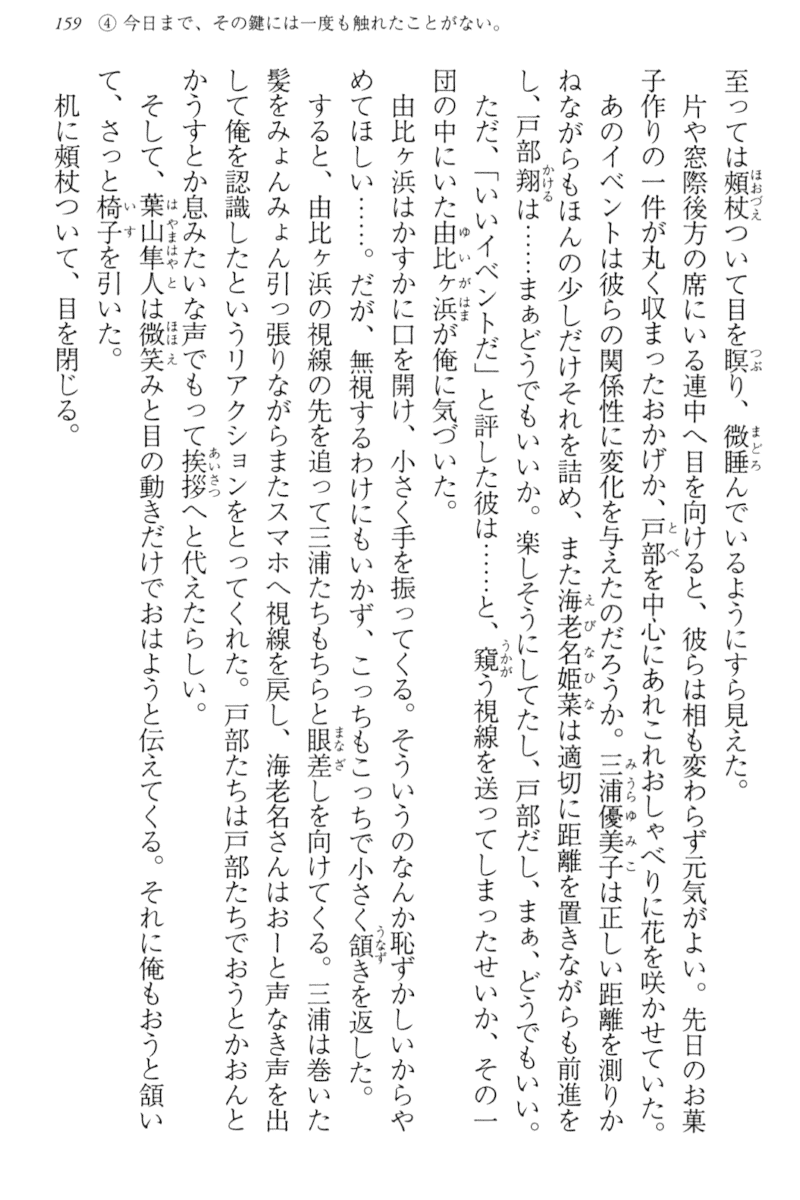 159 ④ 今日まで、その鍵には一度も触れたことがない。
至っては頰杖ついて目を瞑り、微睡んでいるようにすら見えた。
片や窓際後方の席にいる連中へ目を向けると、彼らは相も変わらず元気がよい。先日のお菓
子作りの一件が丸く収まったおかげか、戸部を中心にあれこれおしゃべりに花を咲かせていた。
あのイベントは彼らの関係性に変化を与えたのだろうか。三浦優美子は正しい距離を測りか
ねながらもほんの少しだけそれを詰め、また海老名姫菜は適切に距離を置きながらも前進を
し、戸部翔は……まぁどうでもいいか。楽しそうにしてたし、戸部だし、まぁ、どうでもいい。
ただ、「いいイベントだ」と評した彼は……と、窺う視線を送ってしまったせいか、その一
団の中にいた由比ヶ浜が俺に気づいた。
由比ヶ浜はかすかに口を開け、小さく手を振ってくる。そういうのなんか恥ずかしいからや
めてほしい……。だが、無視するわけにもいかず、こっちもこっちで小さく頷きを返した。
すると、由比ヶ浜の視線の先を追って三浦たちもちらと眼差しを向けてくる。三浦は巻いた
髪をみょんみょん引っ張りながらまたスマホへ視線を戻し、海老名さんはおーと声なき声を出
して俺を認識したというリアクションをとってくれた。戸部たちは戸部たちでおうとかおんと
かうすとか息みたいな声でもって挨拶へと代えたらしい。
そして、葉山隼人は微笑みと目の動きだけでおはようと伝えてくる。それに俺もおうと頷い
て、さっと椅子を引いた。
机に頰杖ついて、目を閉じる。